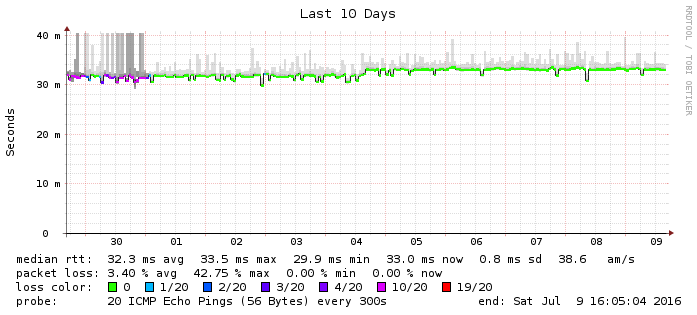 Last 10 Days
RRDTOOL / TOBI OETIKER
Seconds
40 m
30 m
20 m
10 m
0
30 01 02 03 04 05 06 07 08 09
median rtt: 32.3 ms avg 33.5 ms max 29.9 ms min 33.0 ms now 0.8 ms sd 38.6 am/s
packet loss: 3.40 % avg 42.75 % max 0.00 % min 0.00 % now
loss color: 0 1/20 2/20 3/20 4/20 10/20 19/20
probe: 20 ICMP Echo Pings (56 Bytes) every 300s end: Sat Jul 9 16:05:04 2016